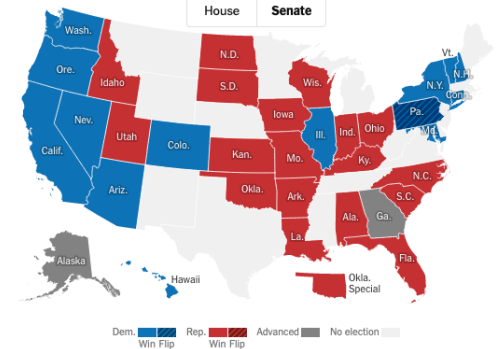 House Senate
Wash.
Vt.
N.D.
N.H.
Ore.
Idaho
S.D.
Wis.
N.Y.
Conn.
Nev.
Iowa
Pa.
Utah
Colo.
Ill.
Ind.
Ohio
Md.
Calif.
Kan.
Mo.
Ky.
Ariz.
Okla.
Ark.
N.C.
S.C.
Ala.
Ga.
La.
Fla.
Alaska
Hawaii
Okla.
Special
Dem. Rep. Advanced No election
Win Flip Win Flip